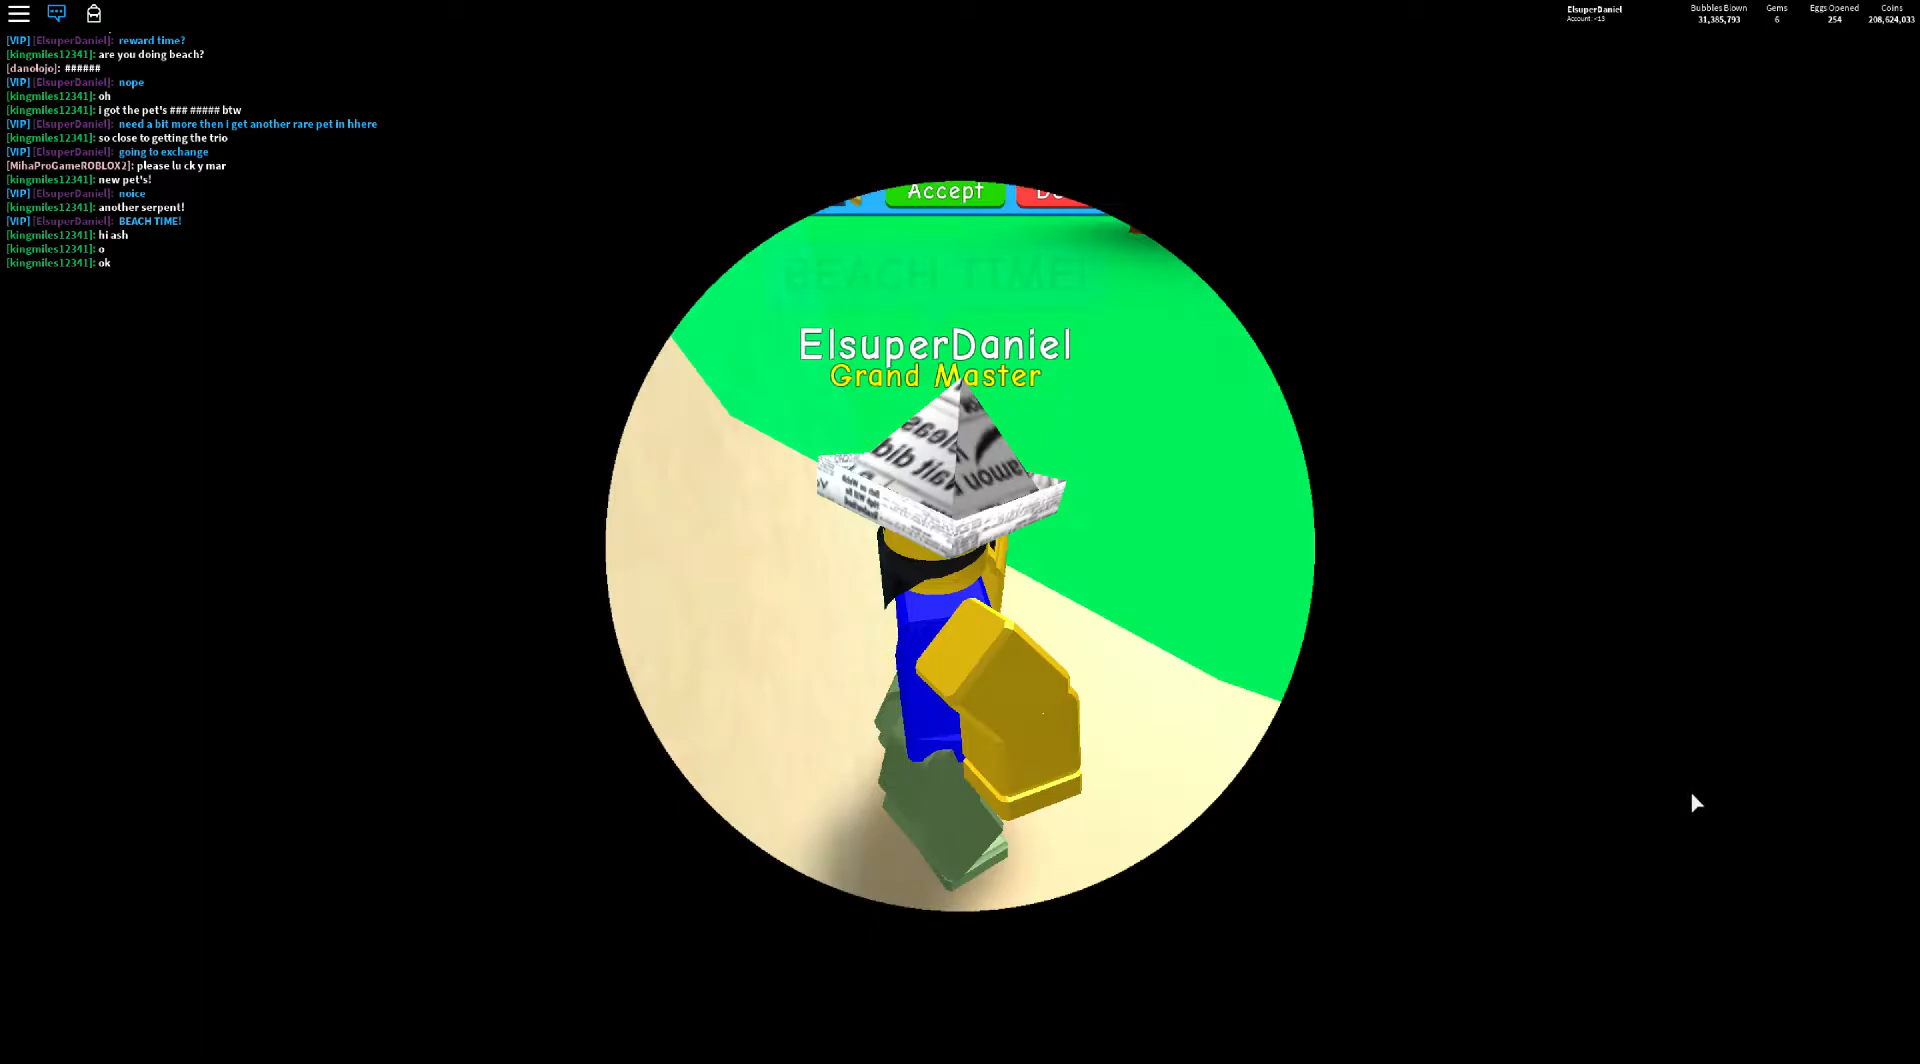 ElsuperDaniel
Account: <13
Bubbles Blown
31,385,793
Gems
6
Eggs Opened
254
Coins
208,624,033
[VIP] [ElsuperDaniel]: reward time?
[kingmiles12341]: are you doing beach?
[danolojo]: ######
[VIP] [ElsuperDaniel]: nope
[kingmiles12341]: oh
[kingmiles12341]: i got the pet's ### ##### btw
[VIP] [ElsuperDaniel]: need a bit more then i get another rare pet in hhere
[kingmiles12341]: so close to getting the trio
[VIP] [ElsuperDaniel]: going to exchange
[MihaProGameROBLOX2]: please lu ck y mar
[kingmiles12341]: new pet's!
[VIP] [ElsuperDaniel]: noice
[kingmiles12341]: another serpent!
[VIP] [ElsuperDaniel]: BEACH TIME!
[kingmiles12341]: hi ash
[kingmiles12341]: o
[kingmiles12341]: ok
Accept
BEACH TIME!
ElsuperDaniel
Grand Master